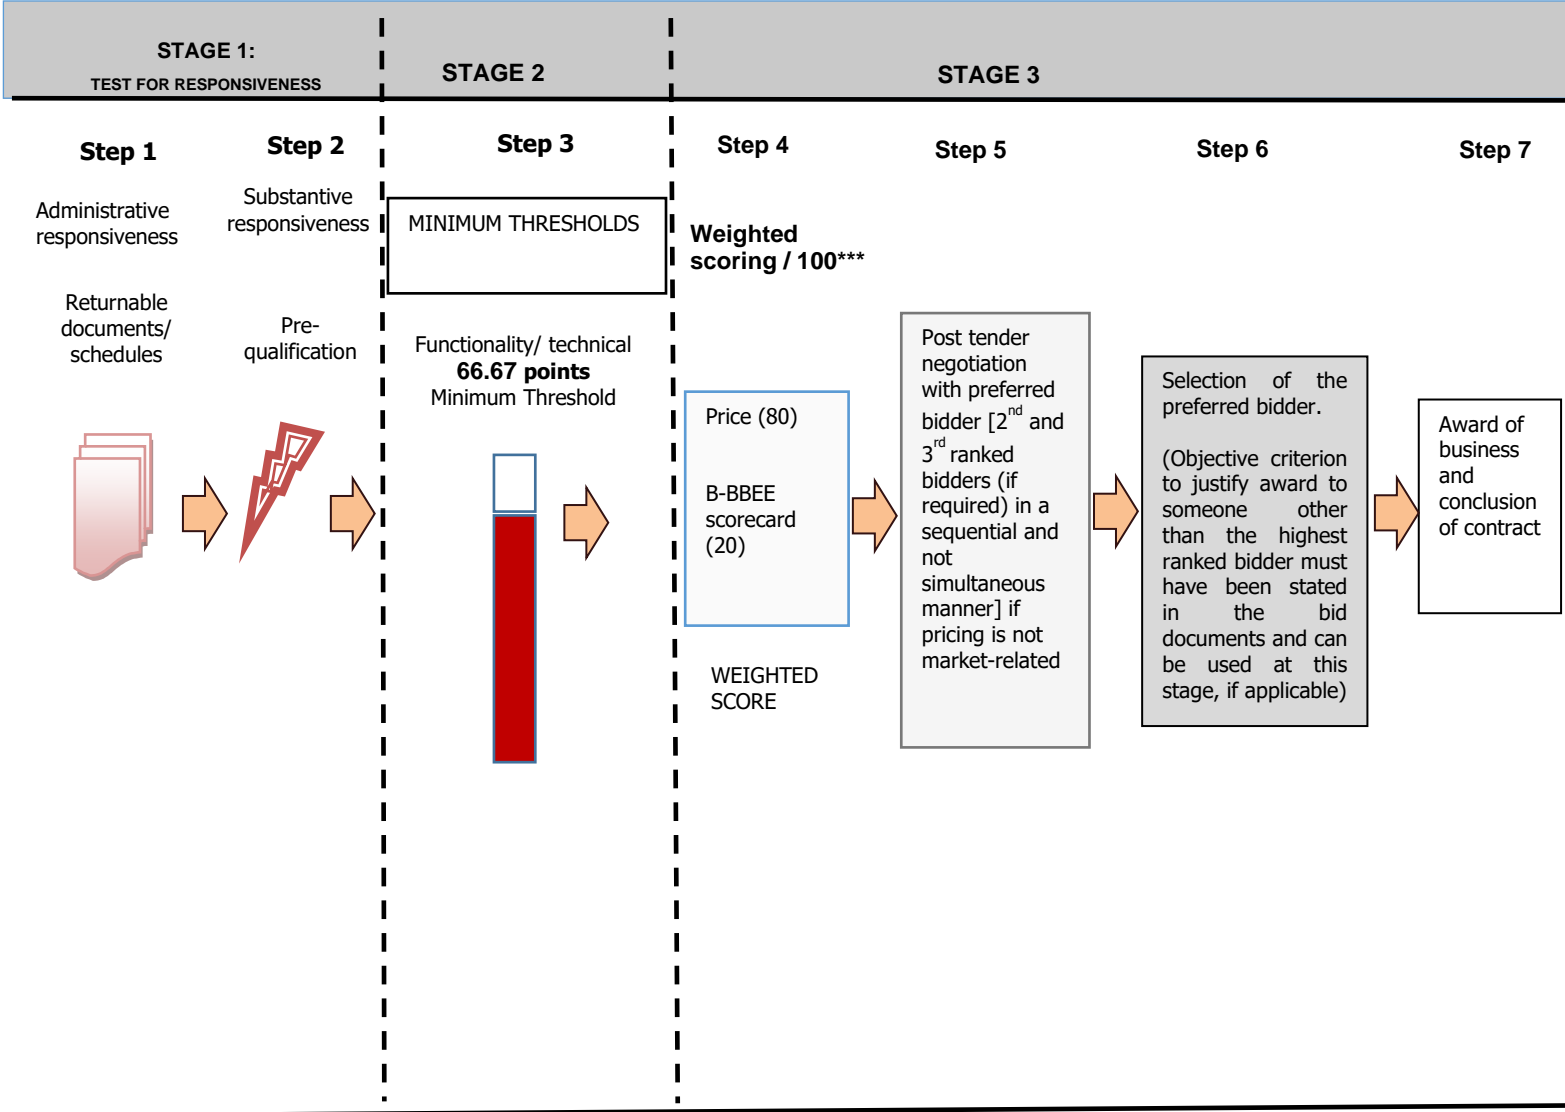 STAGE 1:
TEST FOR RESPONSIVENESS
STAGE 2
STAGE 3
Step 1
Administrative
responsiveness
Returnable
documents/
schedules
Step 2
Substantive
responsiveness
Pre-
qualification
Step 3
MINIMUM THRESHOLDS
Functionality/ technical
66.67 points
Minimum Threshold
Step 4
Weighted
scoring / 100***
Price (80)
B-BBEE
scorecard
(20)
WEIGHTED
SCORE
Step 5
Post tender
negotiation
with preferred
bidder [2nd and
3rd ranked
bidders (if
required) in a
sequential and
not
simultaneous
manner] if
pricing is not
market-related
Step 6
Selection of the
preferred bidder.
(Objective criterion
to justify award to
someone other
than the highest
ranked bidder must
have been stated
in the bid
documents and can
be used at this
stage, if applicable)
Step 7
Award of
business
and
conclusion
of contract